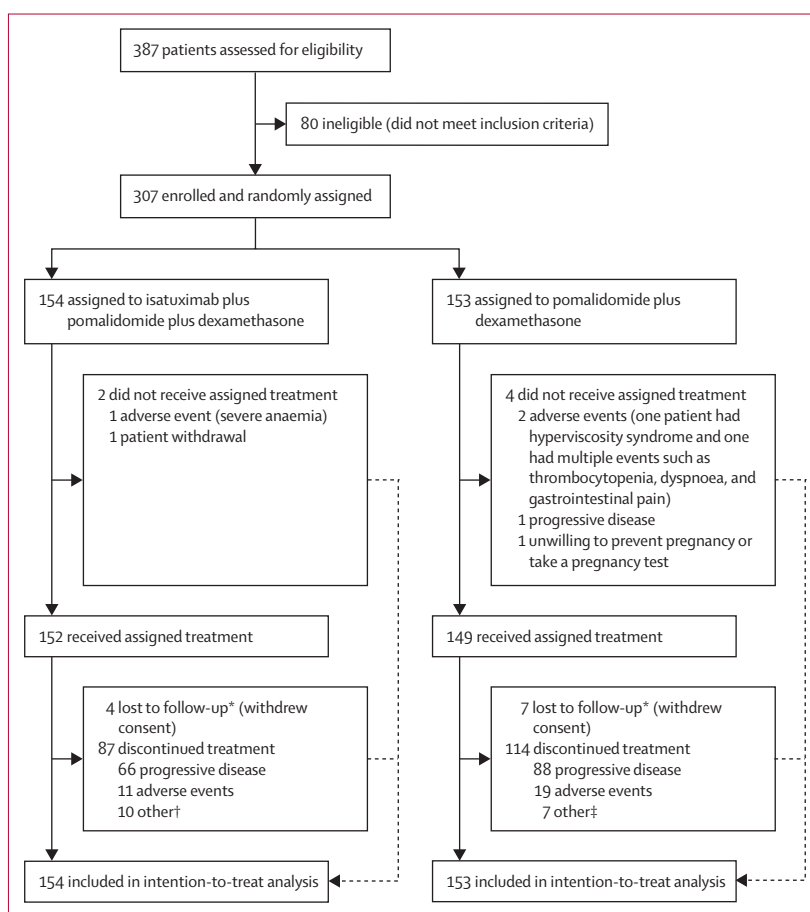 387 patients assessed for eligibility
80 ineligible (did not meet inclusion criteria)
307 enrolled and randomly assigned
154 assigned to isatuximab plus
pomalidomide plus dexamethasone
153 assigned to pomalidomide plus
dexamethasone
2 did not receive assigned treatment
1 adverse event (severe anaemia)
1 patient withdrawal
4 did not receive assigned treatment
2 adverse events (one patient had
hyperviscosity syndrome and one
had multiple events such as
thrombocytopenia, dyspnoea, and
gastrointestinal pain)
1 progressive disease
1 unwilling to prevent pregnancy or
take a pregnancy test
152 received assigned treatment
149 received assigned treatment
4 lost to follow-up* (withdrew
consent)
87 discontinued treatment
66 progressive disease
11 adverse events
10 other†
7 lost to follow-up* (withdrew
consent)
114 discontinued treatment
88 progressive disease
19 adverse events
7 other‡
154 included in intention-to-treat analysis
153 included in intention-to-treat analysis